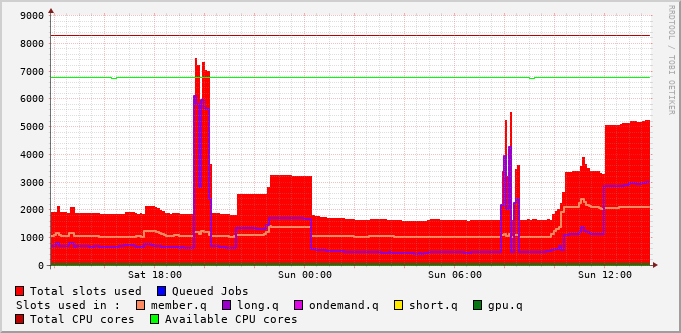 RRDTOOL / TOBI OETIKER
9000
8000
7000
6000
5000
4000
3000
2000
1000
0
Sat 18:00 Sun 00:00 Sun 06:00 Sun 12:00
Total slots used Queued Jobs
Slots used in : member.q long.q ondemand.q short.q gpu.q
Total CPU cores Available CPU cores